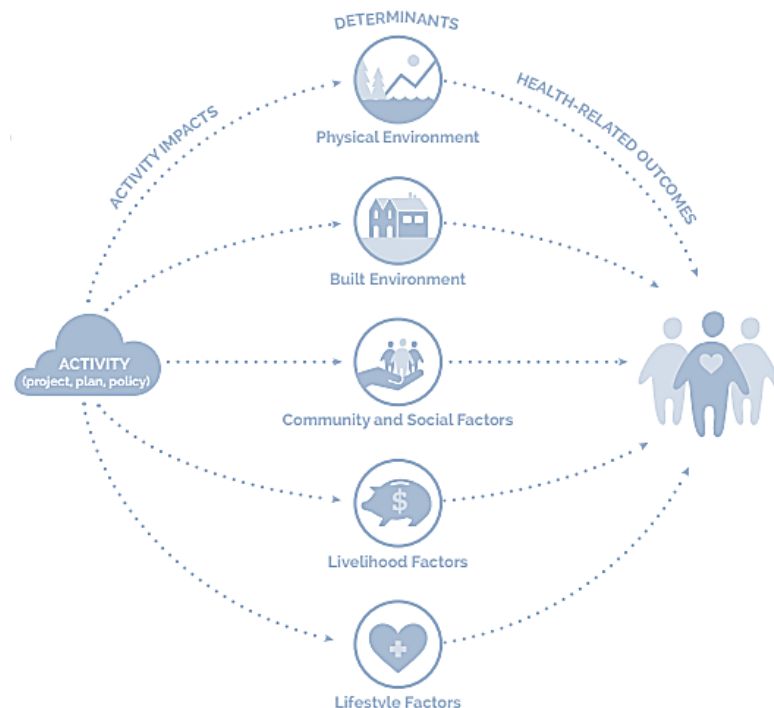 DETERMINANTS
ACTIVITY IMPACTS
HEALTH-RELATED OUTCOMES
Physical Environment
Built Environment
ACTIVITY
(project, plan, policy)
Community and Social Factors
$
Livelihood Factors
Lifestyle Factors